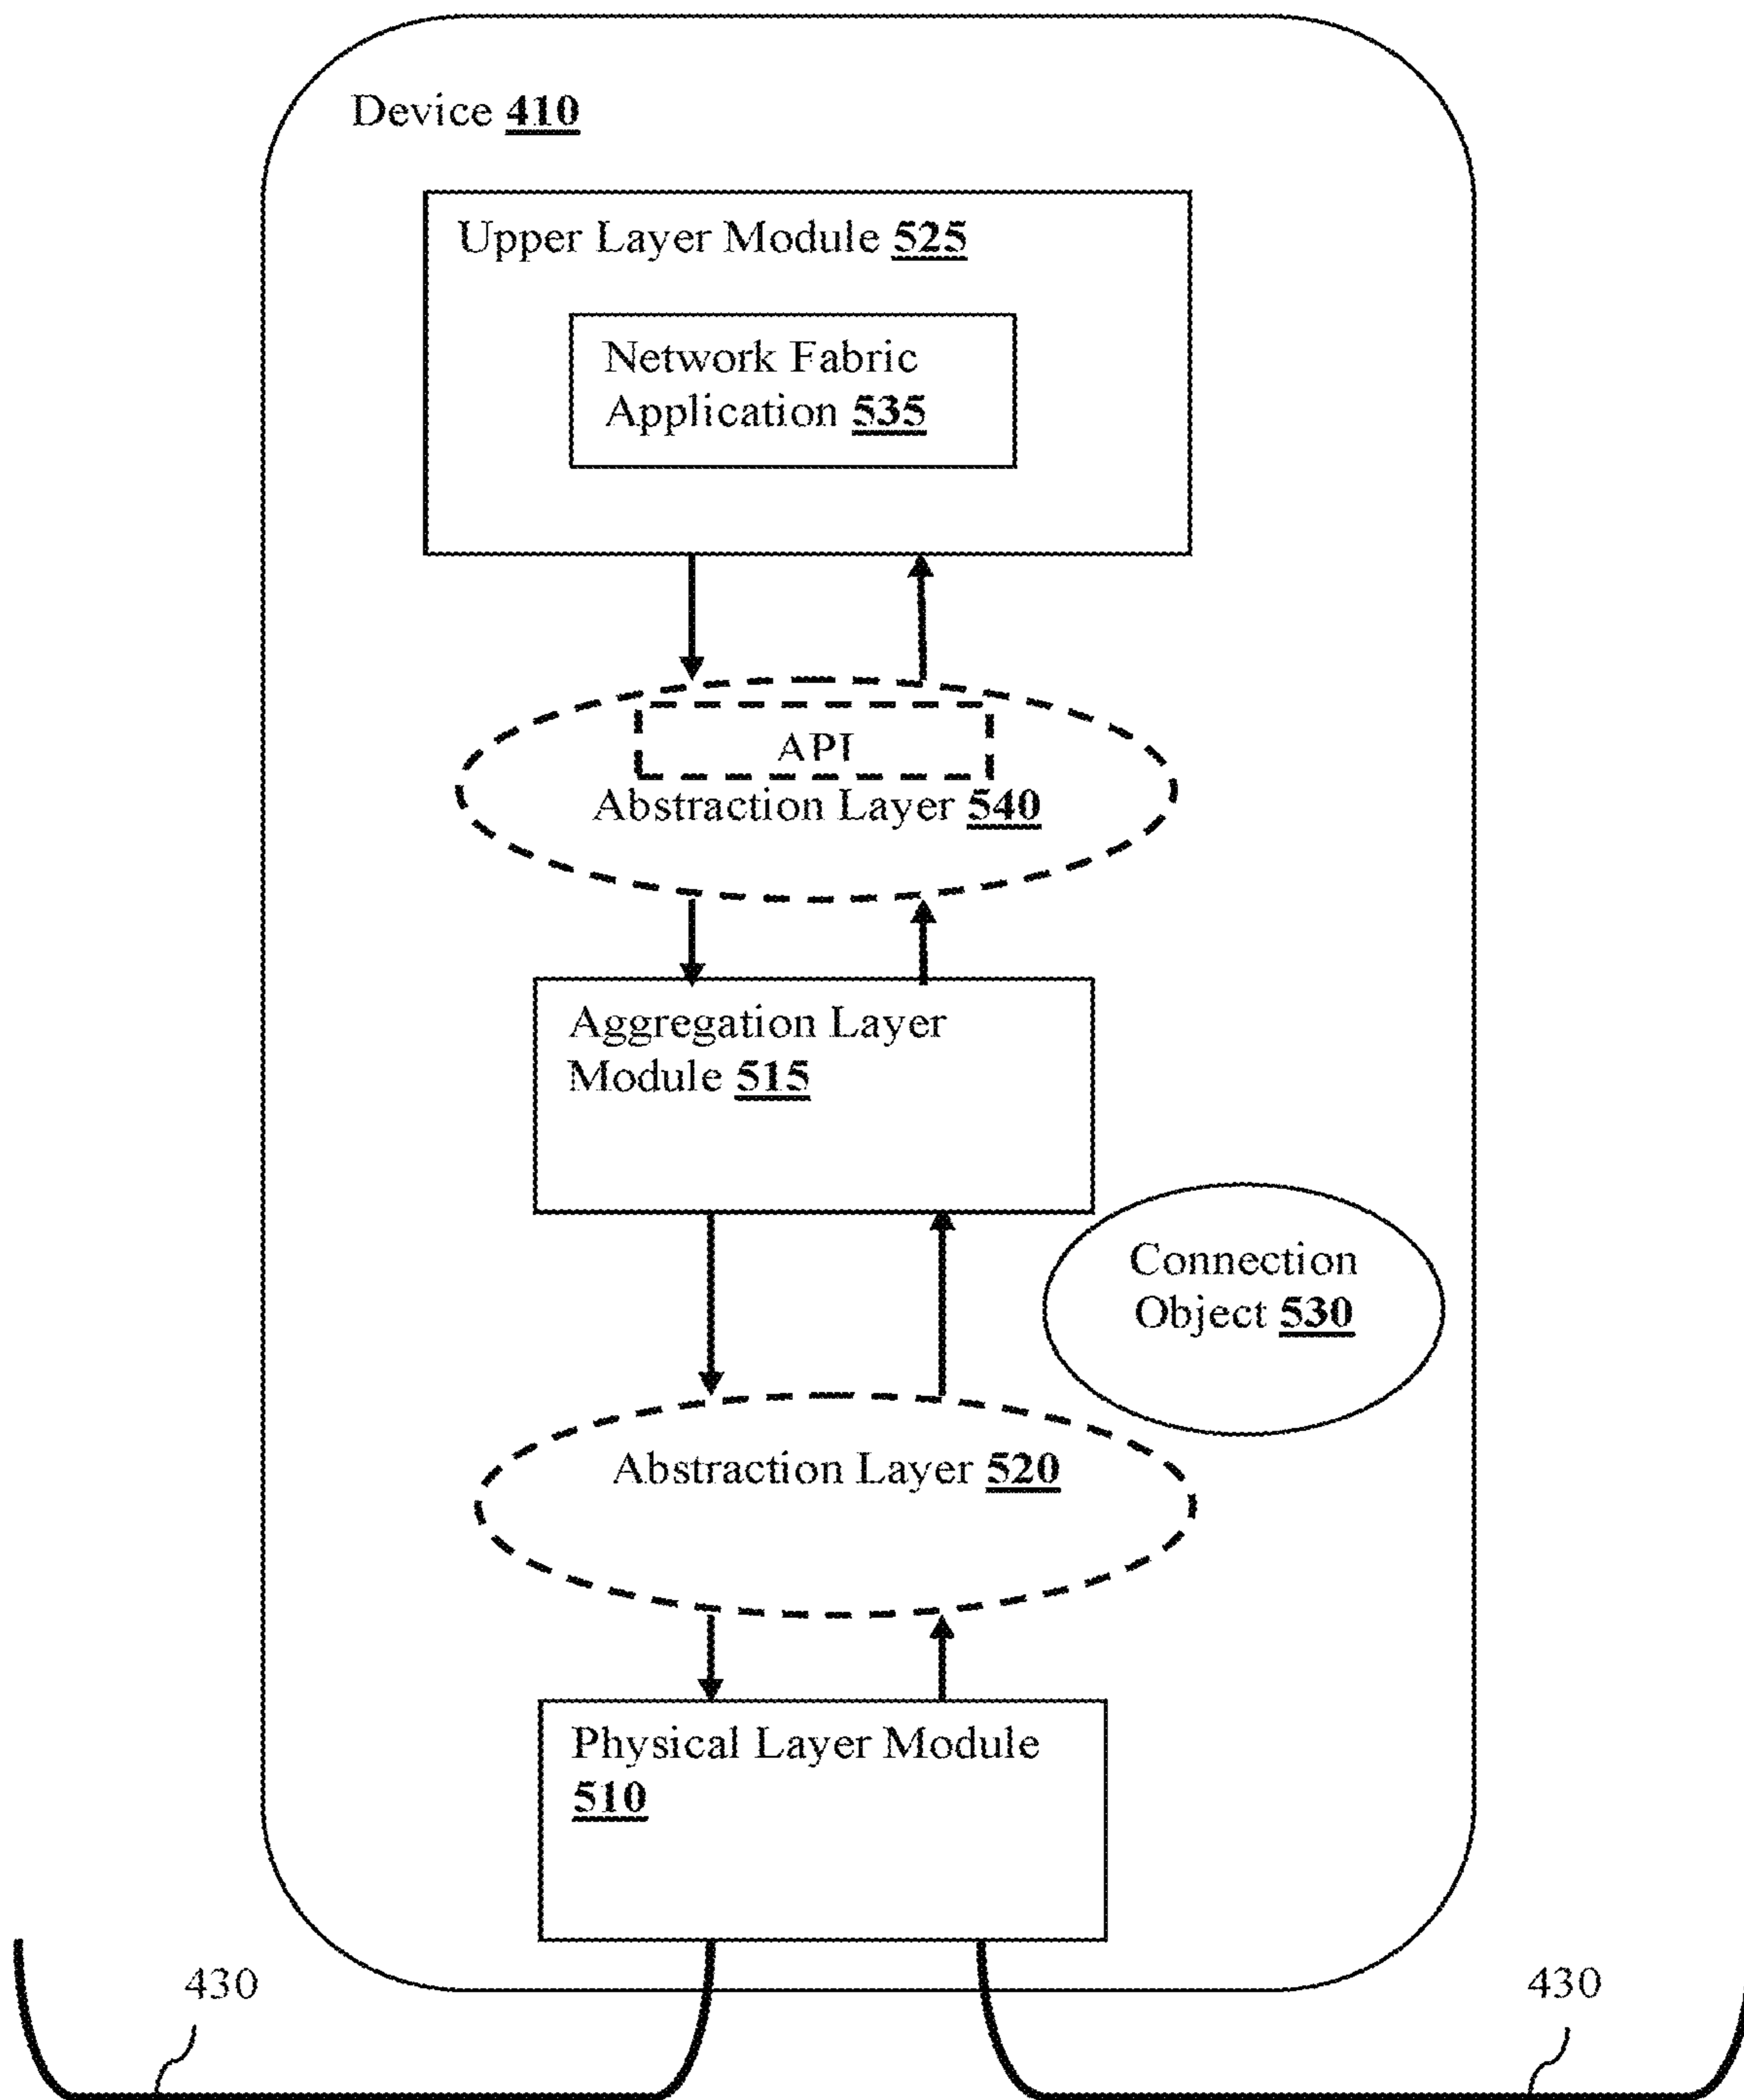 Device 410
Upper Layer Module 525
Network Fabric
Application 535
API
Abstraction Layer 540
Aggregation Layer
Module 515
Connection
Object 530
Abstraction Layer 520
Physical Layer Module
510
430
430